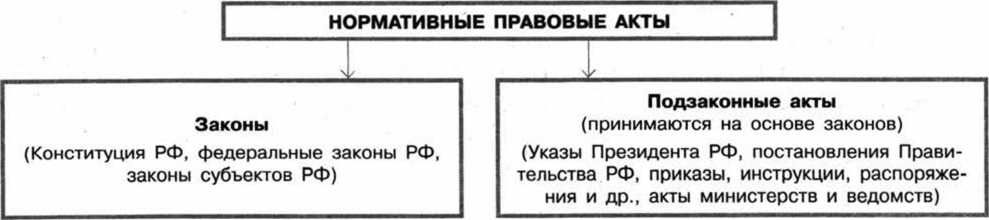 НОРМАТИВНЫЕ ПРАВОВЫЕ АКТЫ
Законы
(Конституция РФ, федеральные законы РФ,
законы субъектов РФ)
Подзаконные акты
(принимаются на основе законов)
(Указы Президента РФ, постановления Прави-
тельства РФ, приказы, инструкции, распоряже-
ния и др., акты министерств и ведомств)